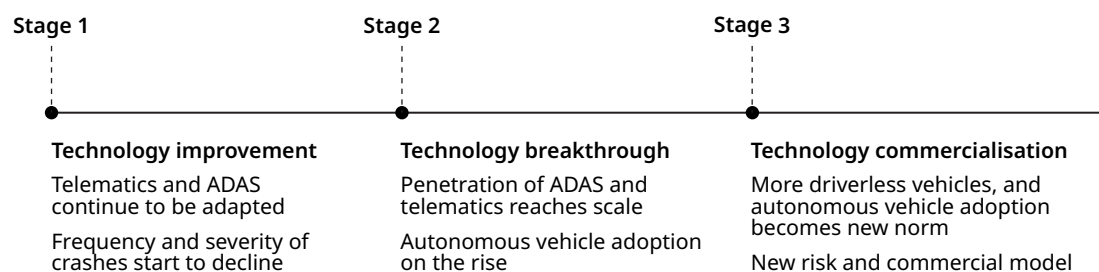 Stage 1
Stage 2
Stage 3
Technology improvement
Telematics and ADAS
continue to be adapted
Frequency and severity of
crashes start to decline
Technology breakthrough
Penetration of ADAS and
telematics reaches scale
Autonomous vehicle adoption
on the rise
Technology commercialisation
More driverless vehicles, and
autonomous vehicle adoption
becomes new norm
New risk and commercial model